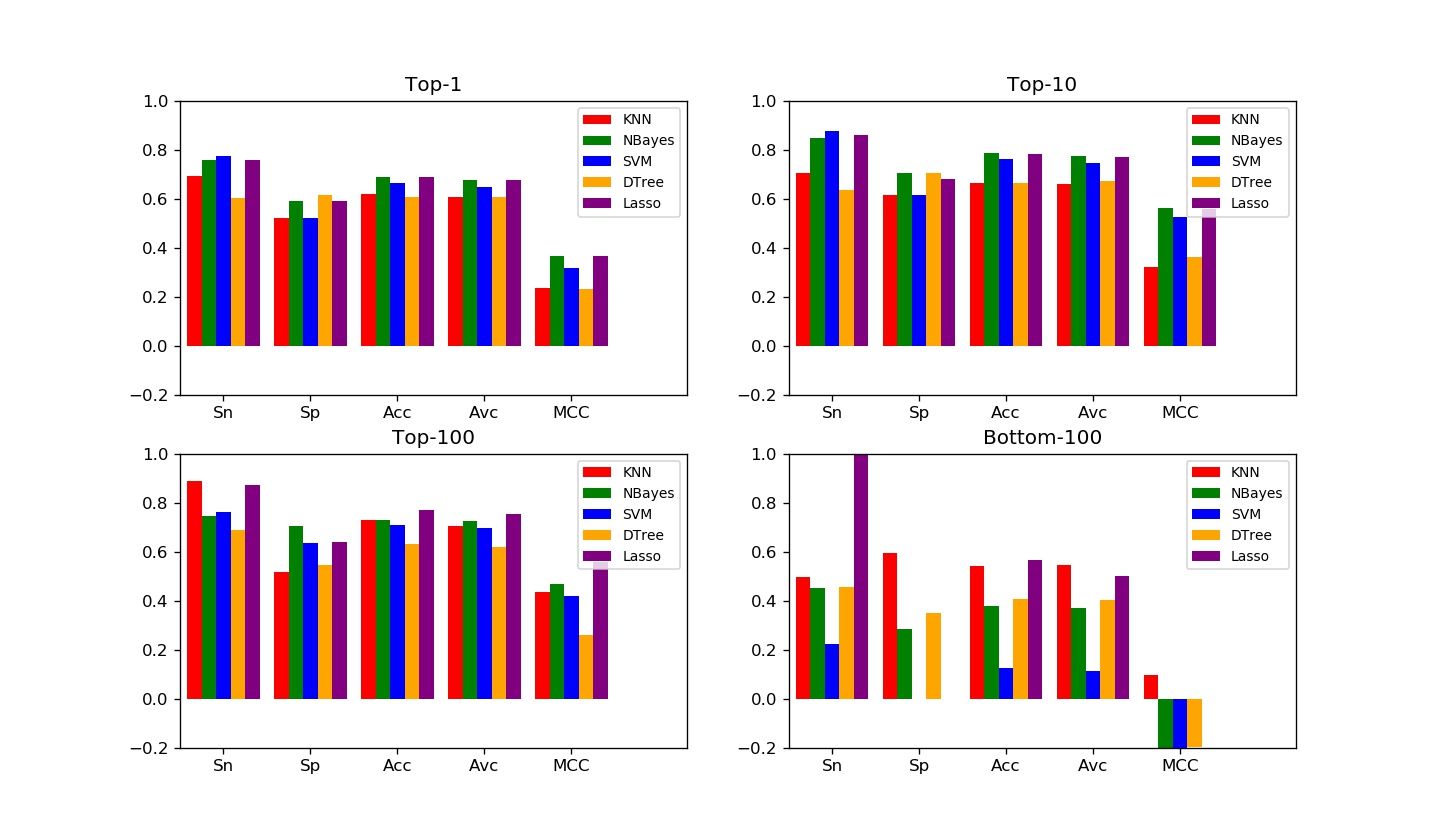 Top-1
1.0
0.8
0.6
0.4
0.2
0.0
−0.2
Sn Sp Acc Avc MCC
KNN
NBayes
SVM
DTree
Lasso
Top-10
1.0
0.8
0.6
0.4
0.2
0.0
−0.2
Sn Sp Acc Avc MCC
KNN
NBayes
SVM
DTree
Lasso
Top-100
1.0
0.8
0.6
0.4
0.2
0.0
−0.2
Sn Sp Acc Avc MCC
KNN
NBayes
SVM
DTree
Lasso
Bottom-100
1.0
0.8
0.6
0.4
0.2
0.0
−0.2
Sn Sp Acc Avc MCC
KNN
NBayes
SVM
DTree
Lasso